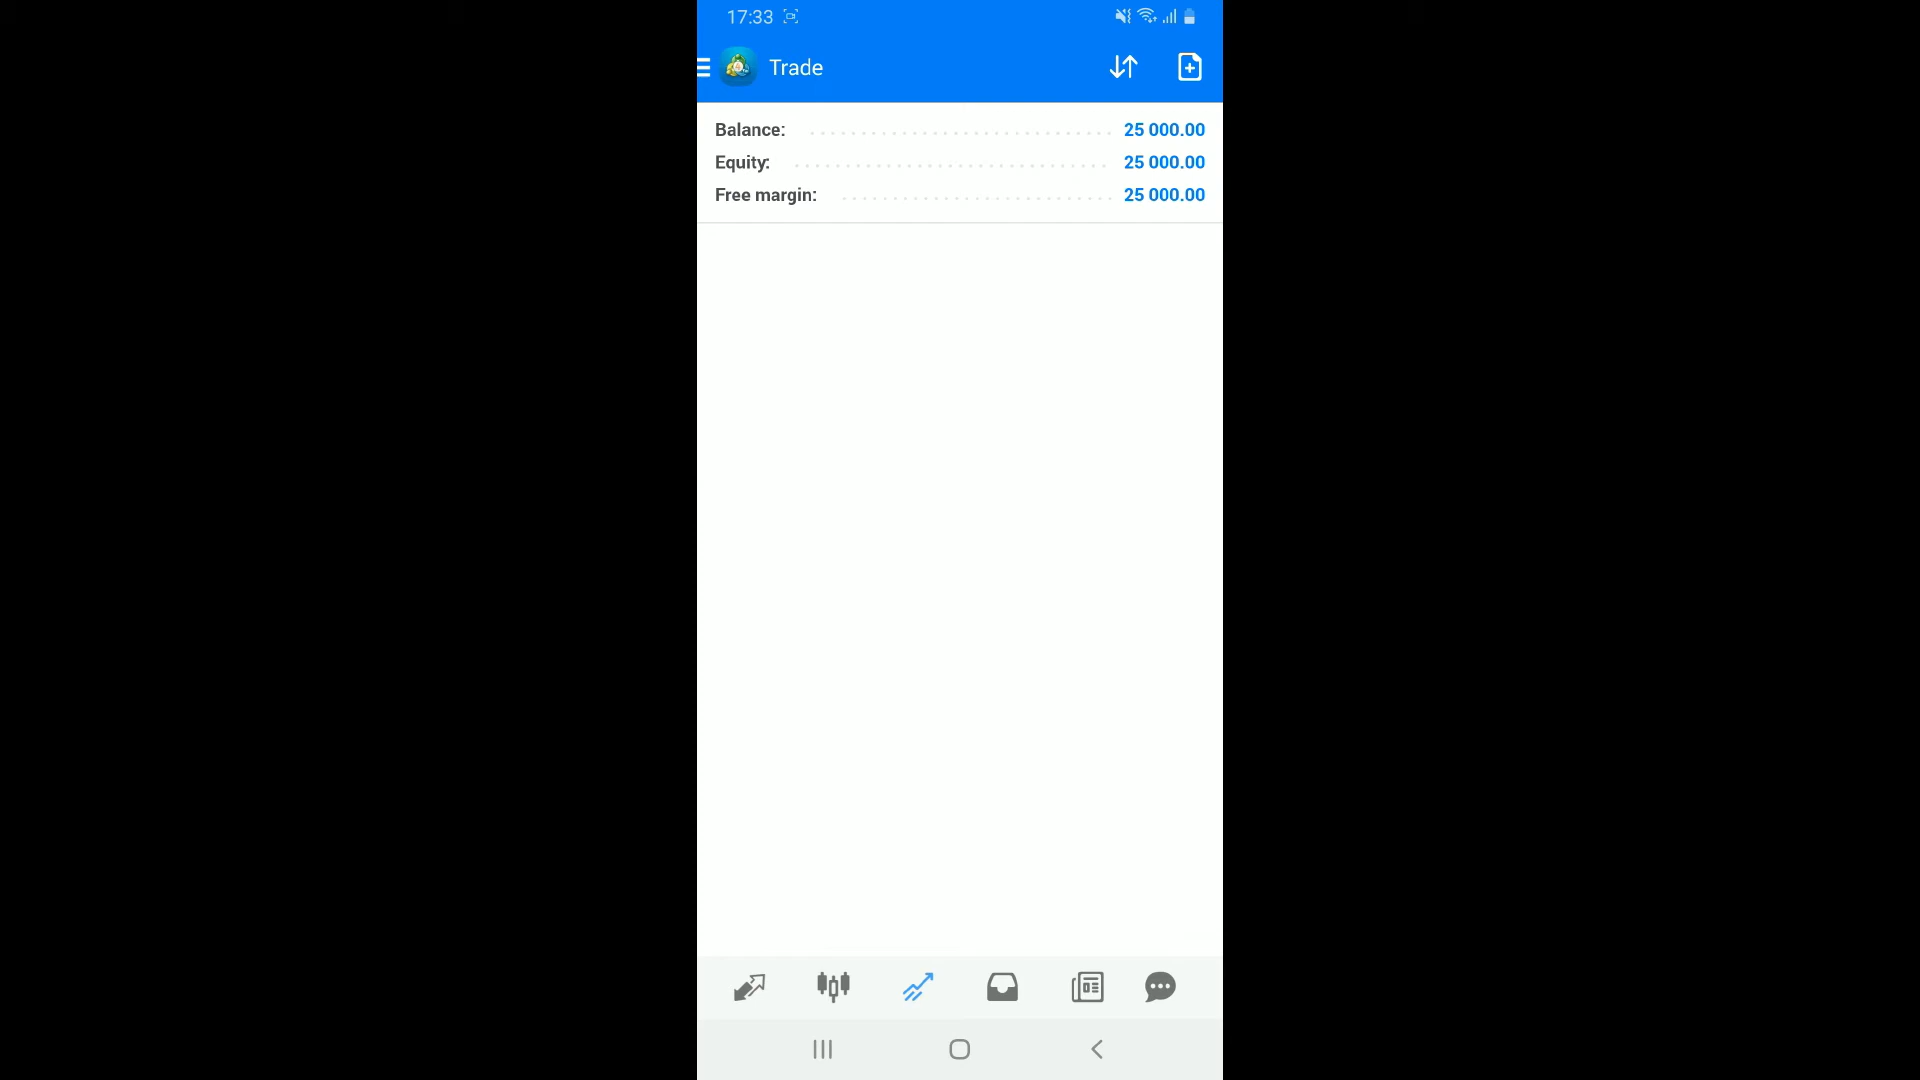 17:33
Trade
Balance: 25 000.00
Equity: 25 000.00
Free margin: 25 000.00